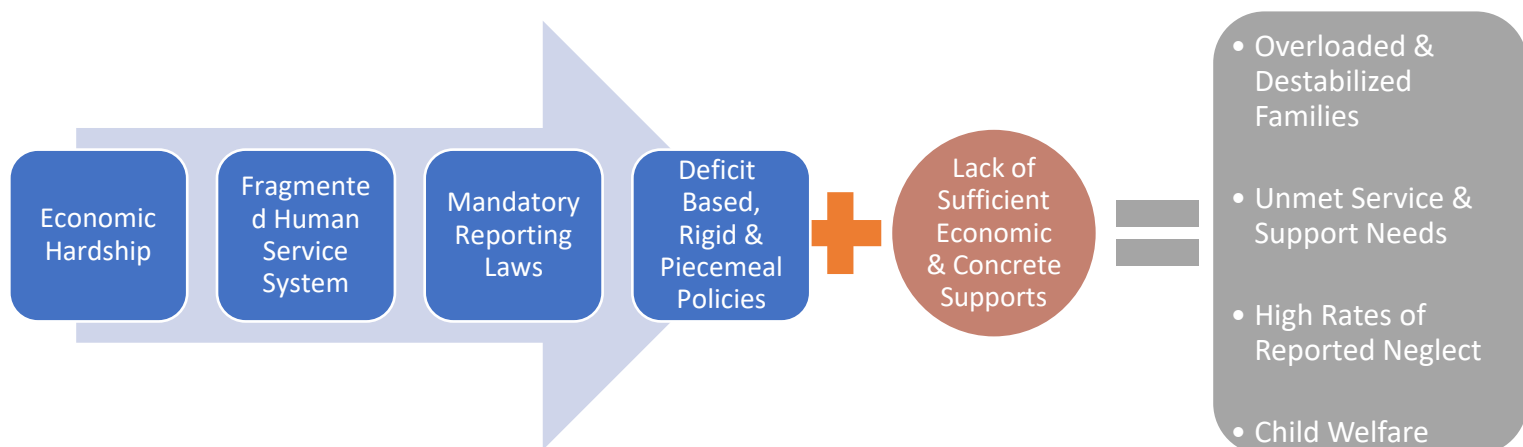 Economic
Hardship
Fragmente
d Human
Service
System
Mandatory
Reporting
Laws
Deficit
Based,
Rigid &
Piecemeal
Policies
Lack of
Sufficient
Economic
& Concrete
Supports
• Overloaded &
Destabilized
Families
• Unmet Service &
Support Needs
• High Rates of
Reported Neglect
• Child Welfare